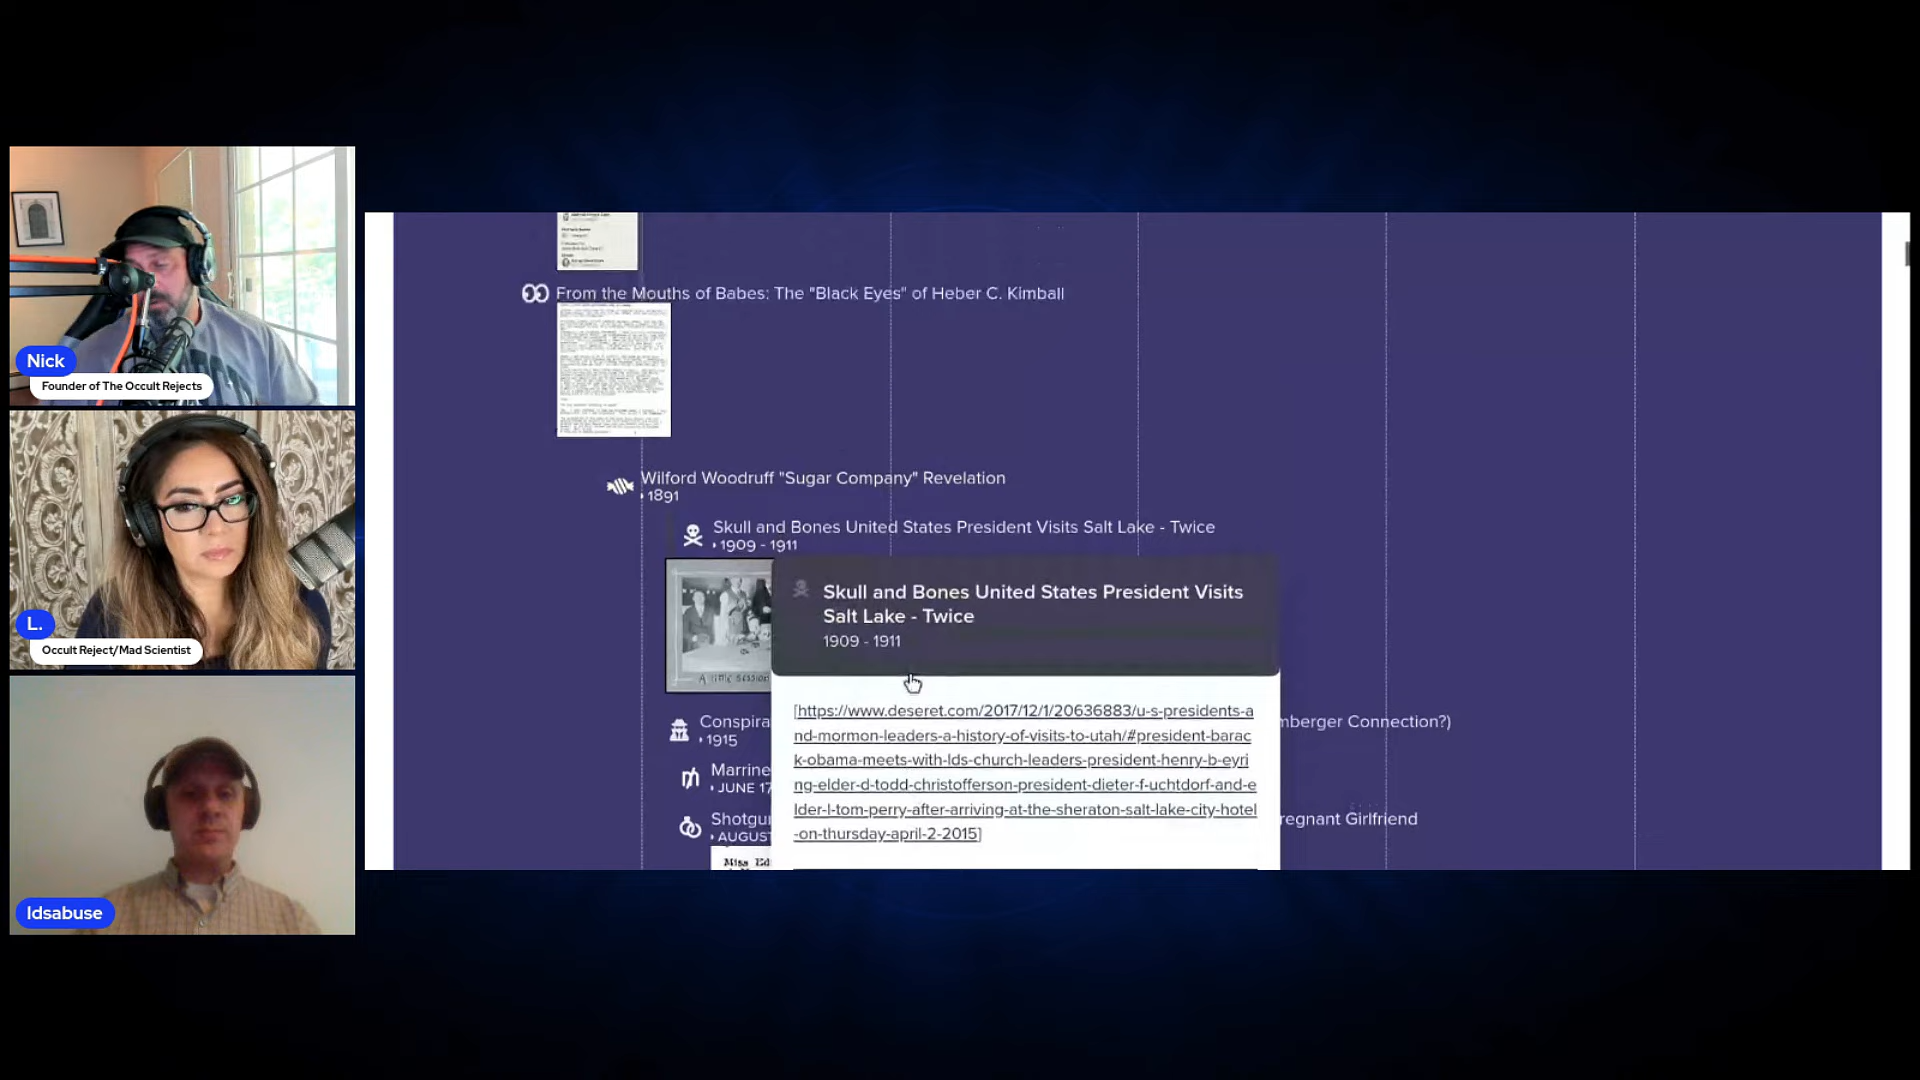 Nick
Founder of The Occult Rejects
L.
Occult Reject/Mad Scientist
ldsabuse
From the Mouths of Babes: The "Black Eyes" of Heber C. Kimball
Wilford Woodruff "Sugar Company" Revelation
• 1891
Skull and Bones United States President Visits Salt Lake - Twice
• 1909 - 1911
A little session
Skull and Bones United States President Visits
Salt Lake - Twice
1909 - 1911
[https://www.deseret.com/2017/12/1/20636883/u-s-presidents-a
nd-mormon-leaders-a-history-of-visits-to-utah/#president-barac
k-obama-meets-with-lds-church-leaders-president-henry-b-eyri
ng-elder-d-todd-christofferson-president-dieter-f-uchtdorf-and-e
lder-l-tom-perry-after-arriving-at-the-sheraton-salt-lake-city-hotel
-on-thursday-april-2-2015]
Conspira mberger Connection?)
• 1915
Marrine
• JUNE 17
Shotgu regnant Girlfriend
• AUGUST
Miss Ed